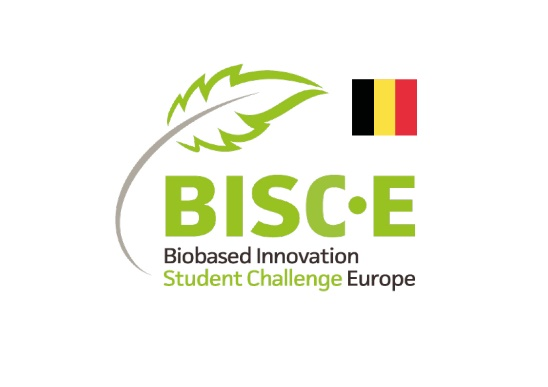 BISC·E
Biobased Innovation
Student Challenge Europe